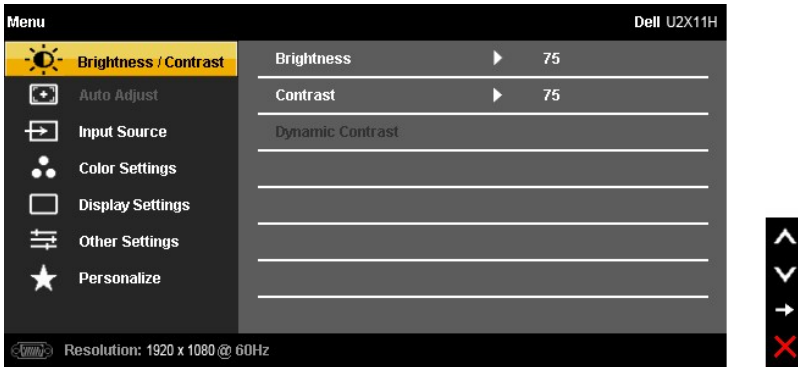 Menu Dell U2X11H
Brightness / Contrast
Brightness 75
Auto Adjust
Contrast 75
Input Source
Dynamic Contrast
Color Settings
Display Settings
Other Settings
Personalize
Resolution: 1920 x 1080 @ 60Hz